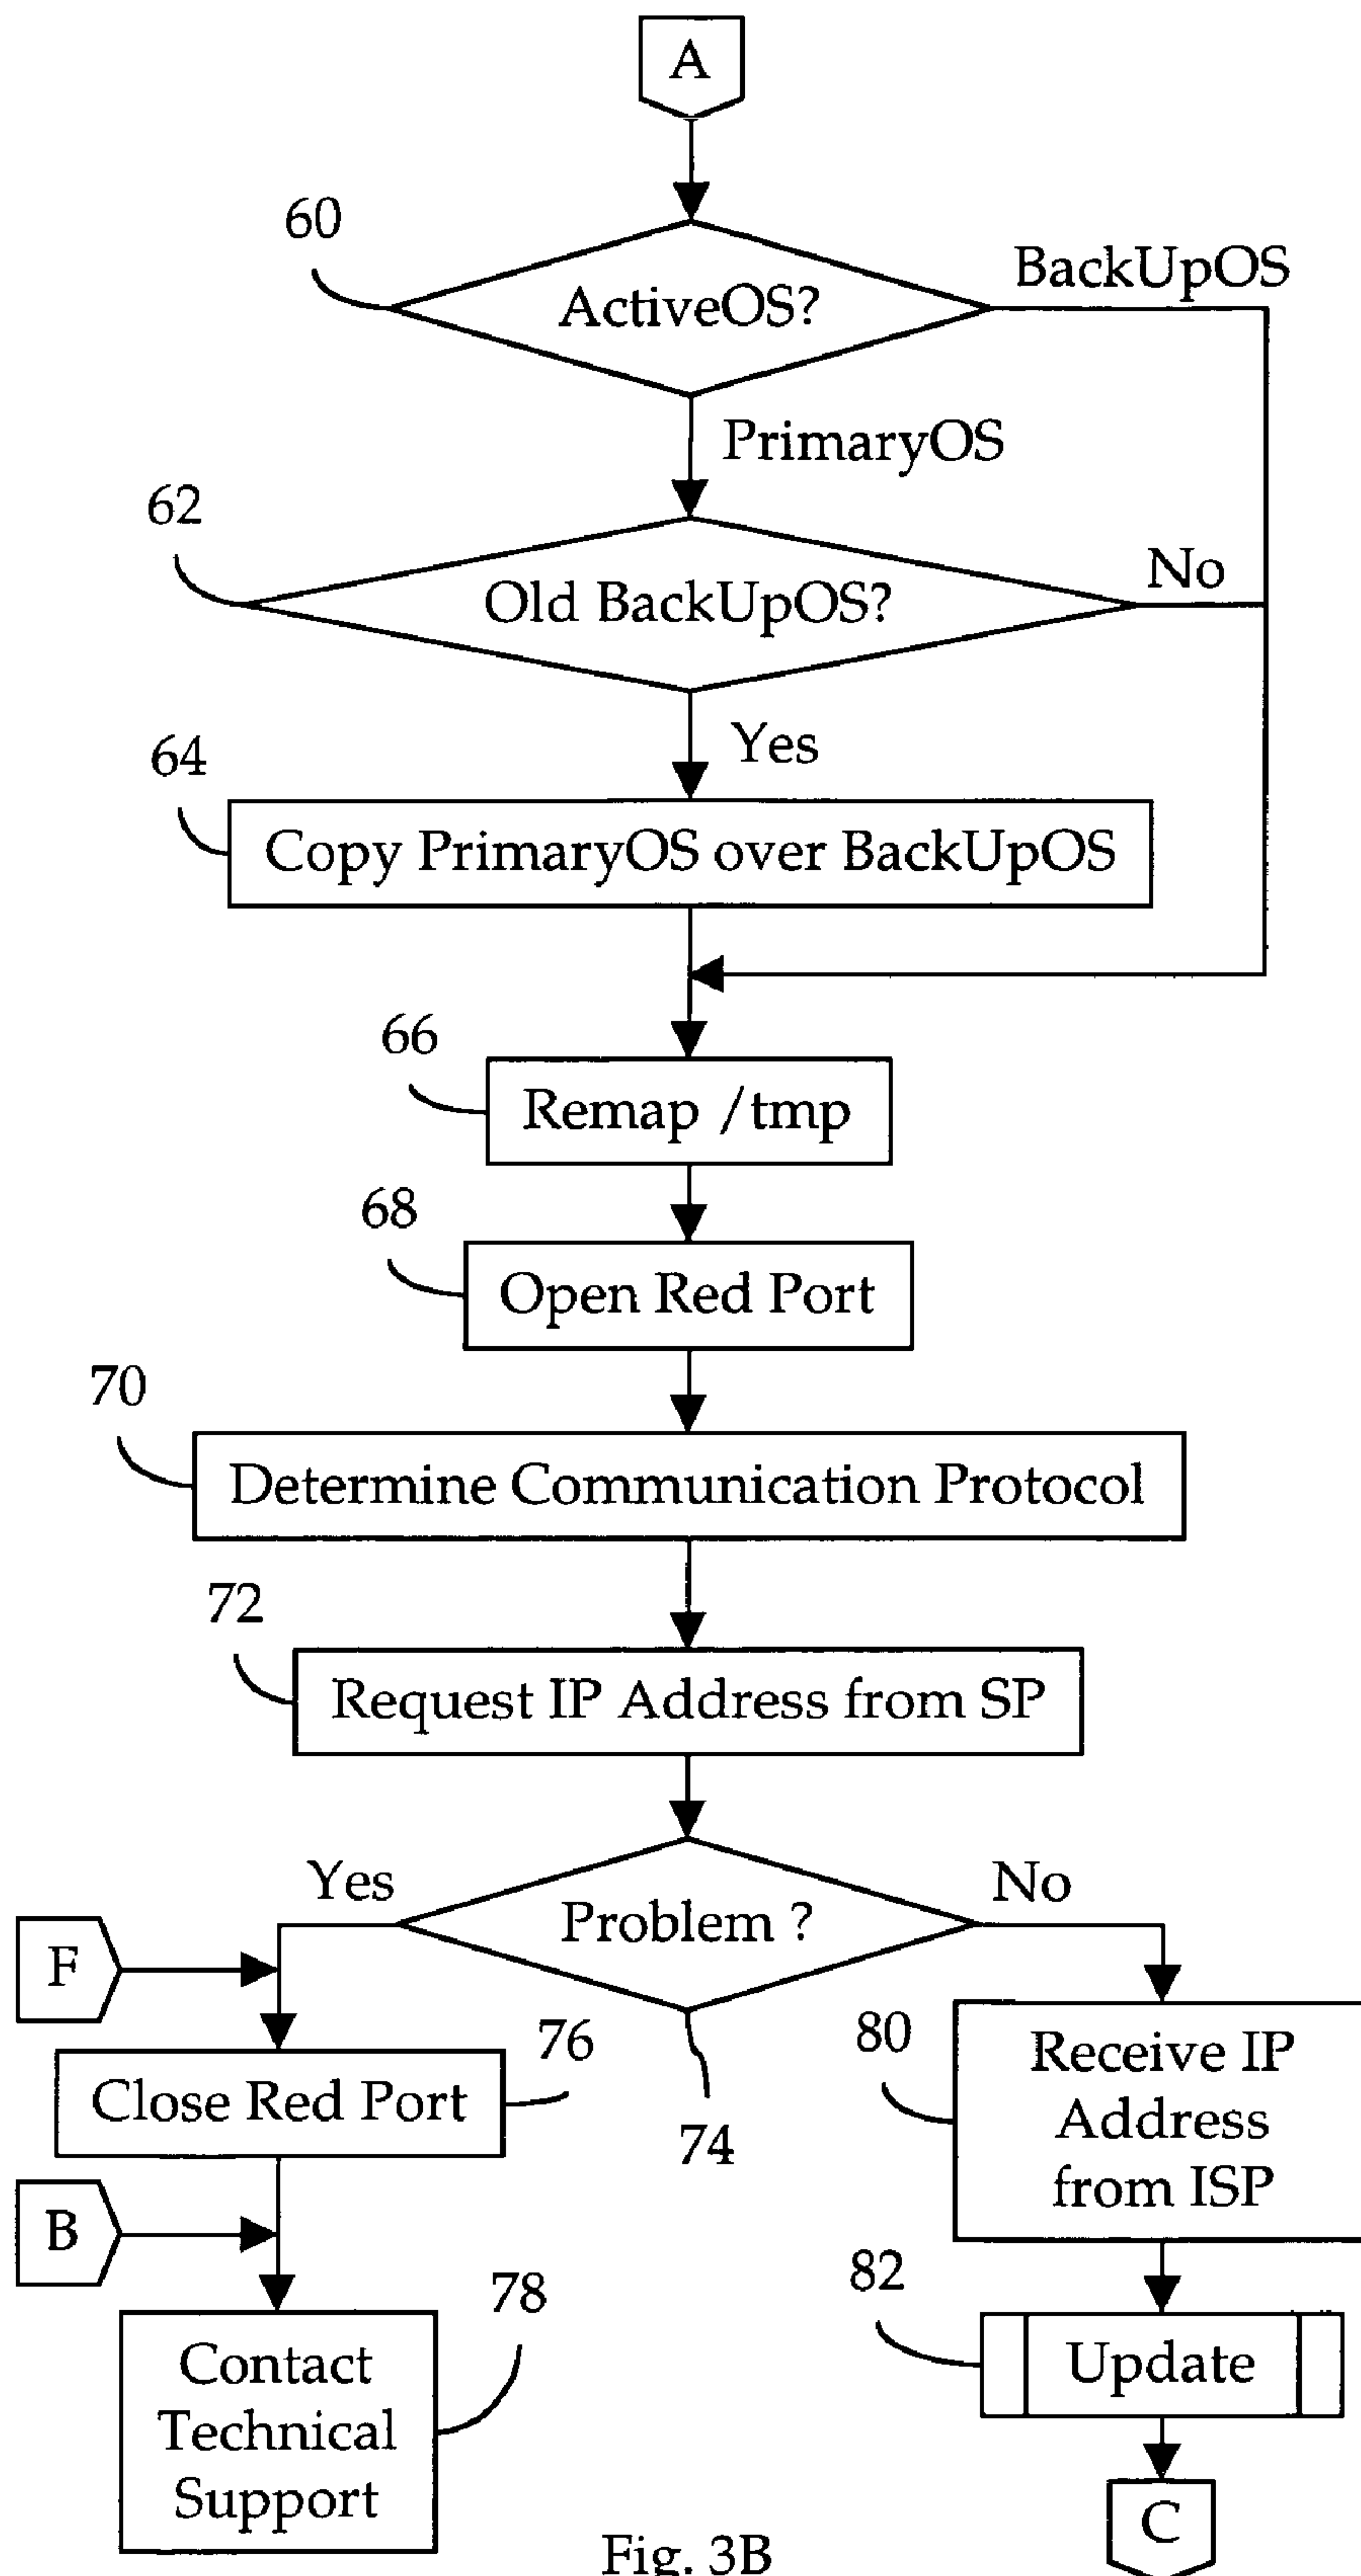 A
60
BackUpOS
ActiveOS?
PrimaryOS
62
No
Old BackUpOS?
Yes
64
Copy PrimaryOS over BackUpOS
66
Remap /tmp
68
Open Red Port
70
Determine Communication Protocol
72
Request IP Address from SP
Yes
No
Problem ?
F
76
80
Receive IP
Address
from ISP
Close Red Port
74
B
82
78
Update
Contact
Technical
Support
C
Fig. 3B